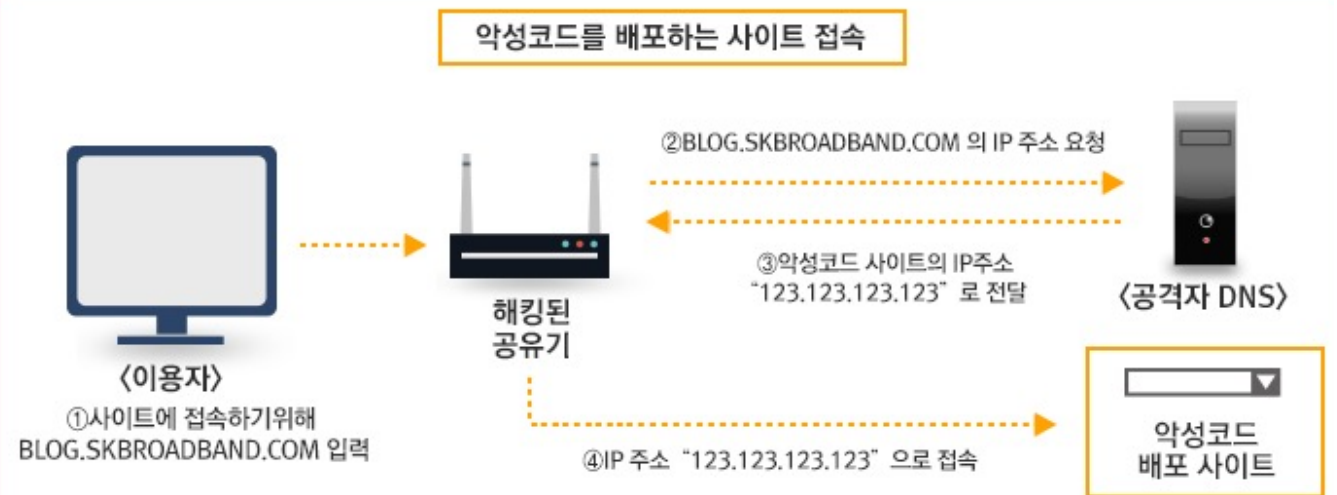 악성코드를 배포하는 사이트 접속
②BLOG.SKBROADBAND.COM 의 IP 주소 요청
③악성코드 사이트의 IP주소
“123.123.123.123” 로 전달
〈공격자 DNS〉
해킹된
공유기
〈이용자〉
①사이트에 접속하기위해
BLOG.SKBROADBAND.COM 입력
④IP 주소 “123.123.123.123” 으로 접속
악성코드
배포 사이트